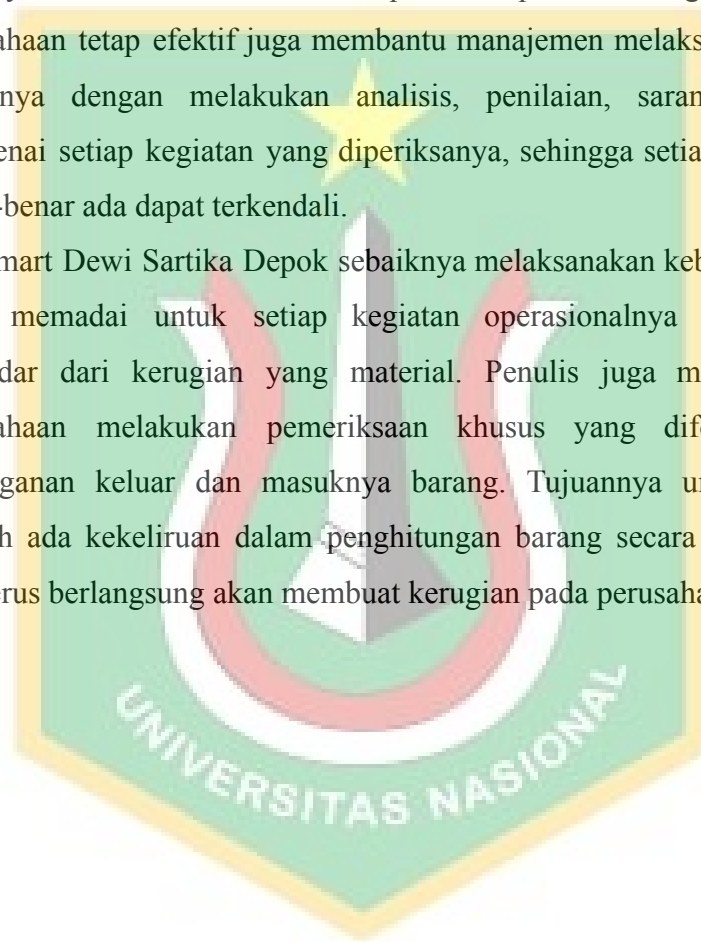 ahaan tetap efektif juga membantu manajemen melaks
nya dengan melakukan analisis, penilaian, saran
enai setiap kegiatan yang diperiksanya, sehingga setia
-benar ada dapat terkendali.
mart Dewi Sartika Depok sebaiknya melaksanakan keb
memadai untuk setiap kegiatan operasionalnya
dar dari kerugian yang material. Penulis juga m
ahaan melakukan pemeriksaan khusus yang dif
ganan keluar dan masuknya barang. Tujuannya u
h ada kekeliruan dalam penghitungan barang secara
erus berlangsung akan membuat kerugian pada perusaha
UNIVERSITAS NASIONAL